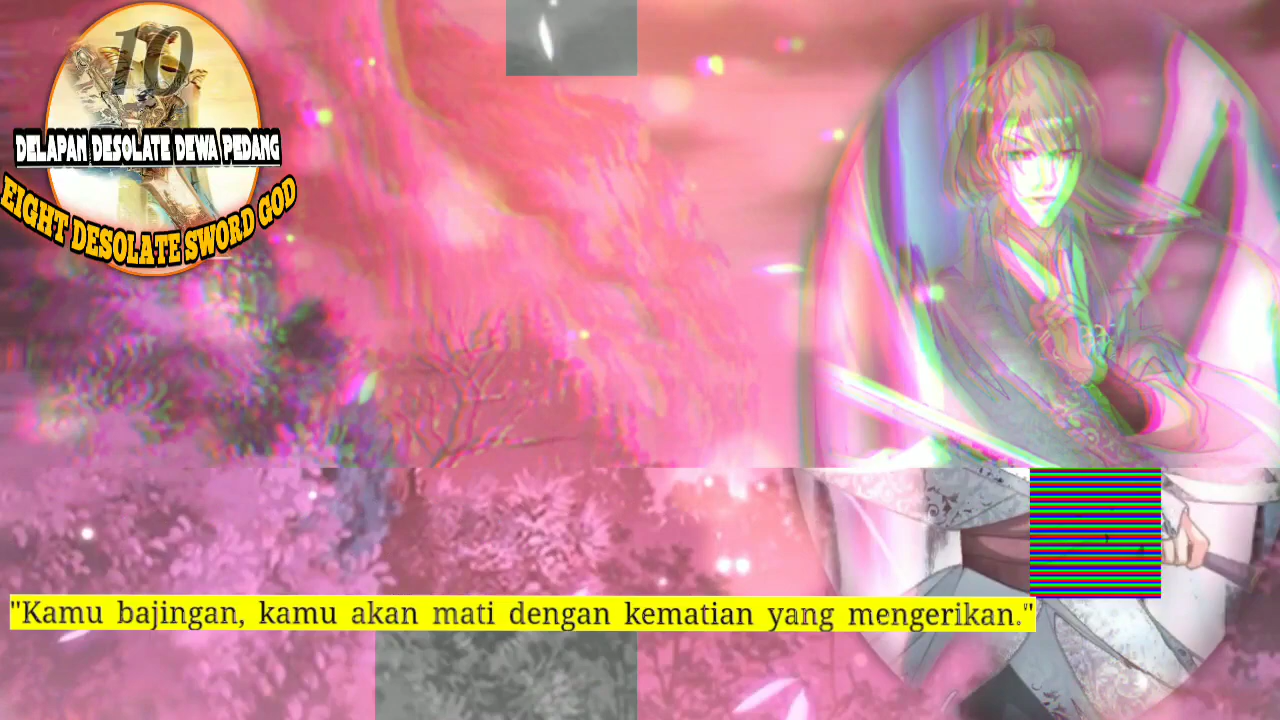 10
DELAPAN DESOLATE DEWA PEDANG
EIGHT DESOLATE SWORD GOD
"Kamu bajingan, kamu akan mati dengan kematian yang mengerikan."